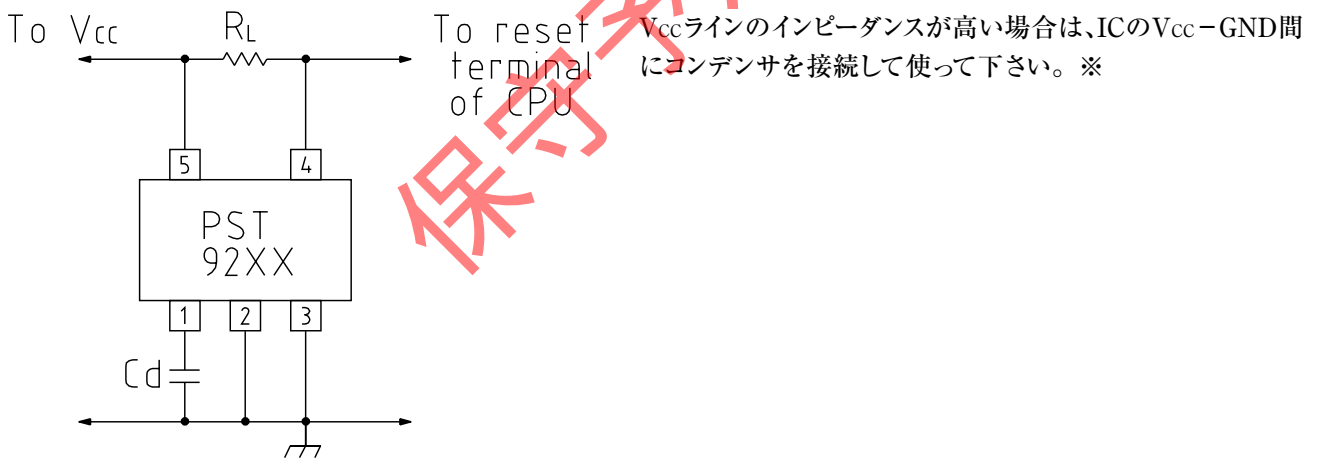 To Vcc
RL
To reset
terminal
of CPU
Vccラインのインピーダンスが高い場合は、ICのVcc－GND間
にコンデンサを接続して使って下さい。※
5
4
PST
92XX
1
2
3
Cd
保守予